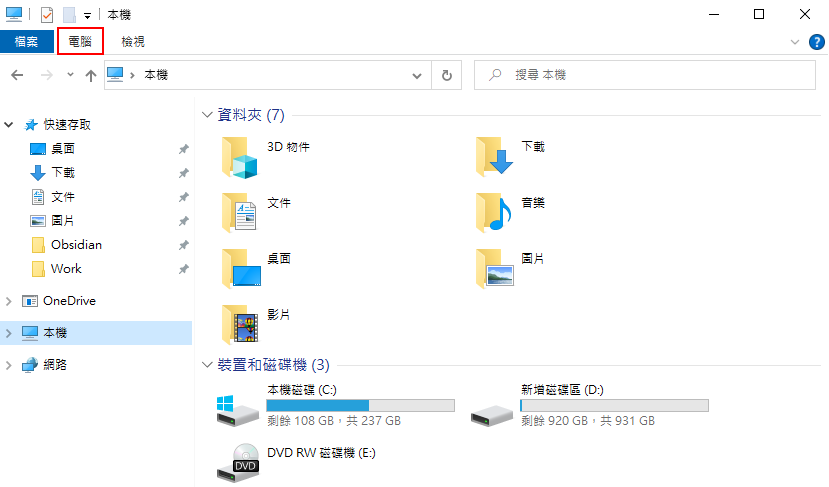 本機
檔案 電腦 檢視
本機 搜尋 本機
快速存取
桌面
下載
文件
圖片
Obsidian
Work
OneDrive
本機
網路
資料夾 (7)
3D 物件 下載
文件 音樂
桌面 圖片
影片
裝置和磁碟機 (3)
本機磁碟 (C:) 新增磁碟區 (D:)
剩餘 108 GB，共 237 GB 剩餘 920 GB，共 931 GB
DVD RW 磁碟機 (E:)
DVD